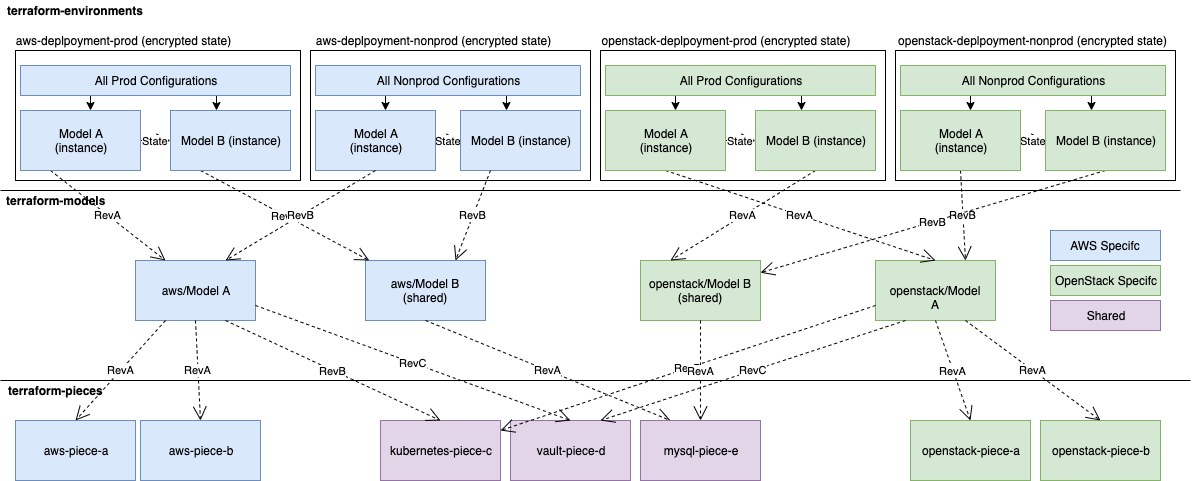 terraform-environments
aws-deplpoyment-prod (encrypted state)
aws-deplpoyment-nonprod (encrypted state)
openstack-deplpoyment-prod (encrypted state)
openstack-deplpoyment-nonprod (encrypted state)
All Prod Configurations
All Nonprod Configurations
All Prod Configurations
All Nonprod Configurations
Model A
(instance)
State
Model B (instance)
Model A
(instance)
State
Model B (instance)
Model A
(instance)
State
Model B (instance)
Model A
(instance)
State
Model B (instance)
terraform-models
RevA
RevB
RevB
RevA
RevA
RevB
RevB
aws/Model A
aws/Model B
(shared)
openstack/Model B
(shared)
openstack/Model
A
AWS Specifc
OpenStack Specifc
Shared
RevA
RevA
RevB
RevC
RevA
RevA
RevC
RevA
RevA
terraform-pieces
aws-piece-a
aws-piece-b
kubernetes-piece-c
vault-piece-d
mysql-piece-e
openstack-piece-a
openstack-piece-b